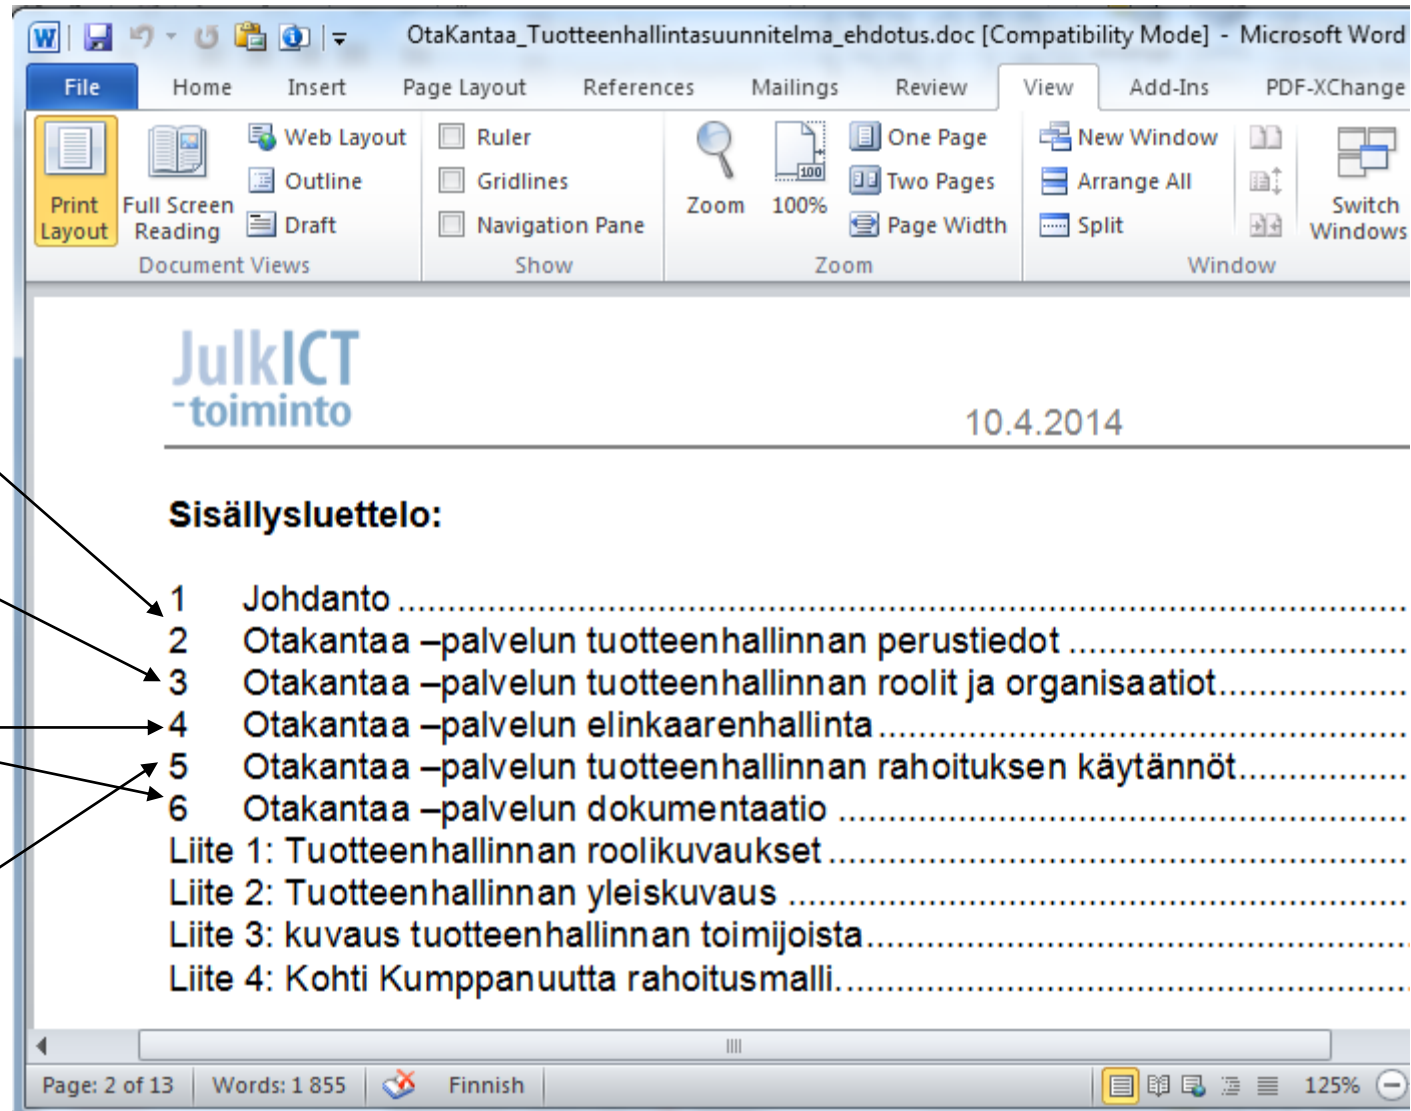 OtaKantaa_Tuotteenhallintasuunnitelma_ehdotus.doc [Compatibility Mode] - Microsoft Word
File Home Insert Page Layout References Mailings Review View Add-Ins PDF-XChange
Print Layout
Full Screen Reading
Web Layout
Outline
Draft
Document Views
Ruler
Gridlines
Navigation Pane
Show
Zoom
100
100%
One Page
Two Pages
Page Width
Zoom
New Window
Arrange All
Split
Switch Windows
Window
JulkICT
-toiminto
10.4.2014
Sisällysluettelo:
1 Johdanto
2 Otakantaa –palvelun tuotteenhallinnan perustiedot
3 Otakantaa –palvelun tuotteenhallinnan roolit ja organisaatiot
4 Otakantaa –palvelun elinkaarenhallinta
5 Otakantaa –palvelun tuotteenhallinnan rahoituksen käytännöt
6 Otakantaa –palvelun dokumentaatio
Liite 1: Tuotteenhallinnan roolikuvaukset
Liite 2: Tuotteenhallinnan yleiskuvaus
Liite 3: kuvaus tuotteenhallinnan toimijoista
Liite 4: Kohti Kumppanuutta rahoitusmalli
Page: 2 of 13 Words: 1 855 Finnish 125%